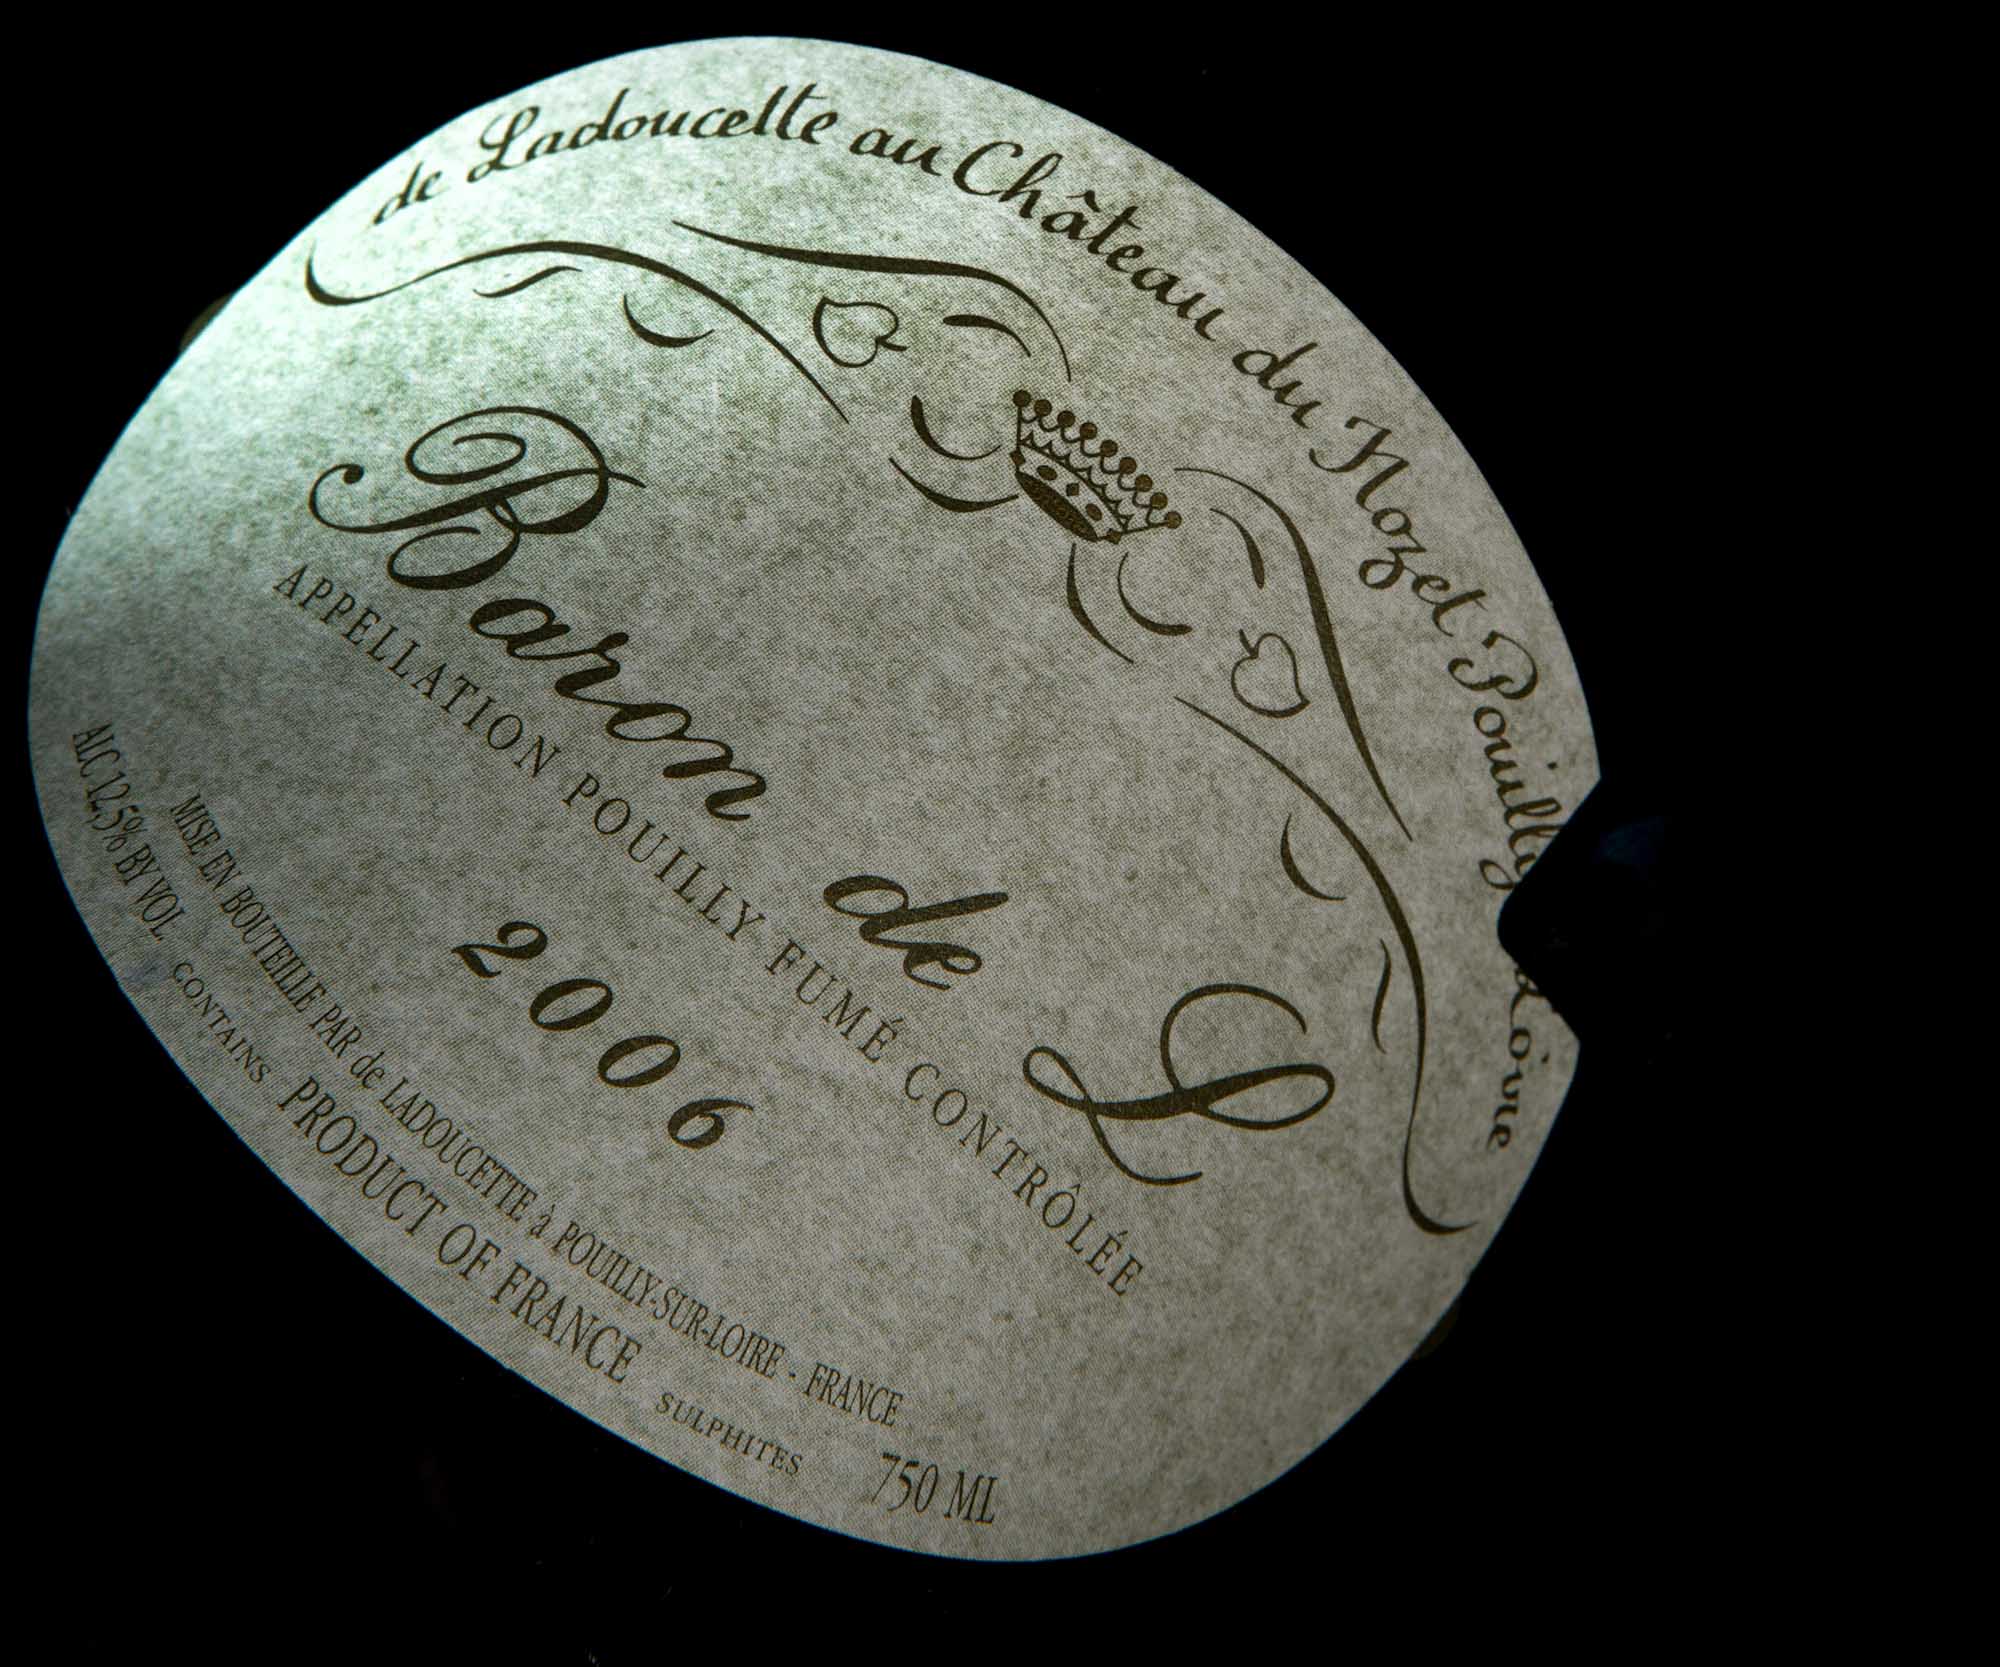 de Ladoucette au Château du Nozet Pouilly Loire
Baron de L
APPELLATION POUILLY FUMÉ CONTRÔLÉE
2006
MISE EN BOUTEILLE PAR de LADOUCETTE à POUILLY-SUR-LOIRE - FRANCE
ALC 12,5% BY VOL.
CONTAINS PRODUCT OF FRANCE SULPHITES
750 ML